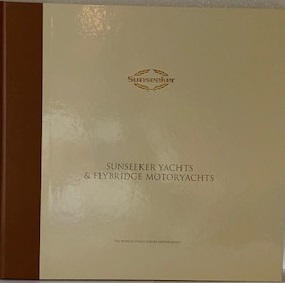 Sunseeker
SUNSEEKER YACHTS
& FLYBRIDGE MOTORYACHTS